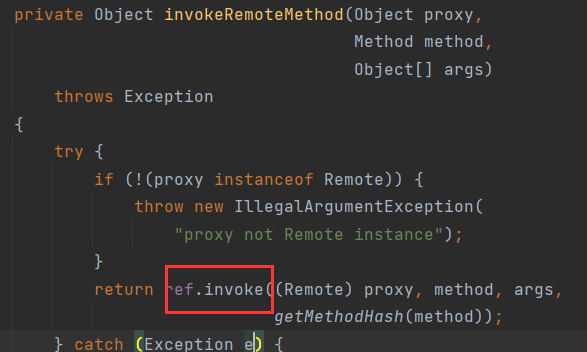 private Object invokeRemoteMethod(Object proxy,
Method method,
Object[] args)
throws Exception
{
try {
if (!(proxy instanceof Remote)) {
throw new IllegalArgumentException(
"proxy not Remote instance");
}
return ref.invoke((Remote) proxy, method, args,
getMethodHash(method));
} catch (Exception e) {